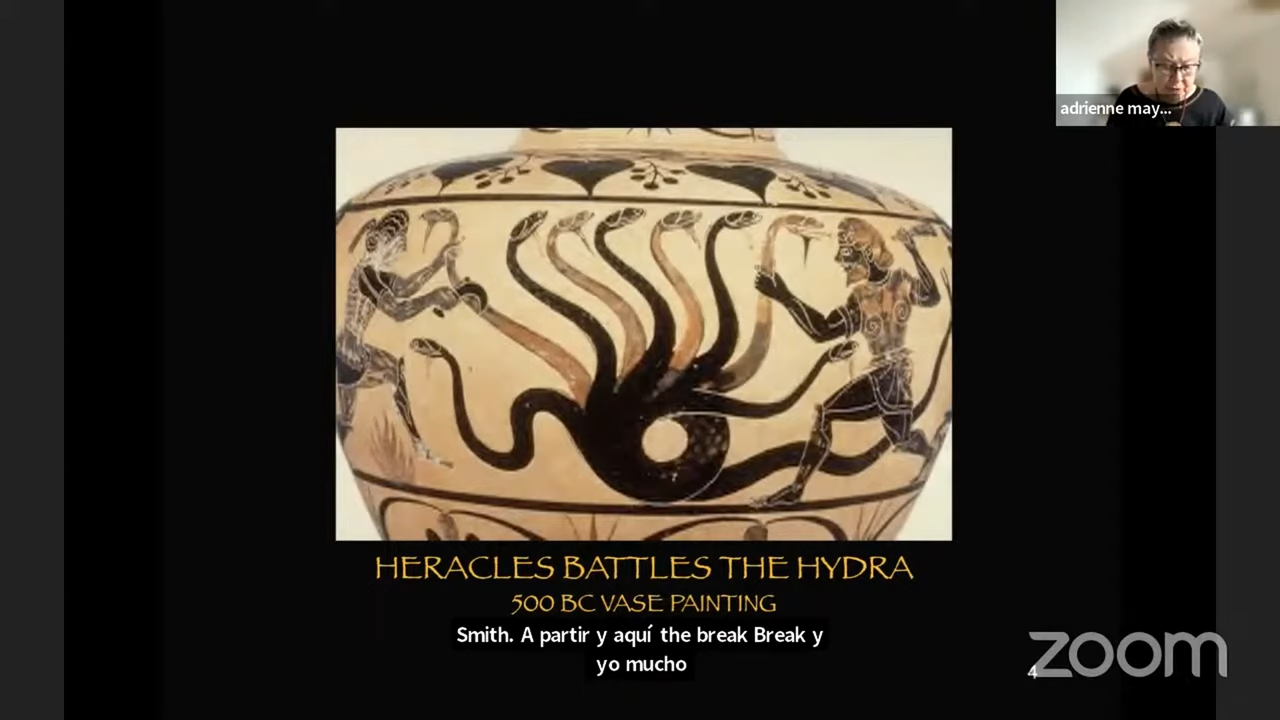 adrienne may...
HERACLES BATTLES THE HYDRA
500 BC VASE PAINTING
Smith. A partir y aquí the break Break y
yo mucho
4
zoom